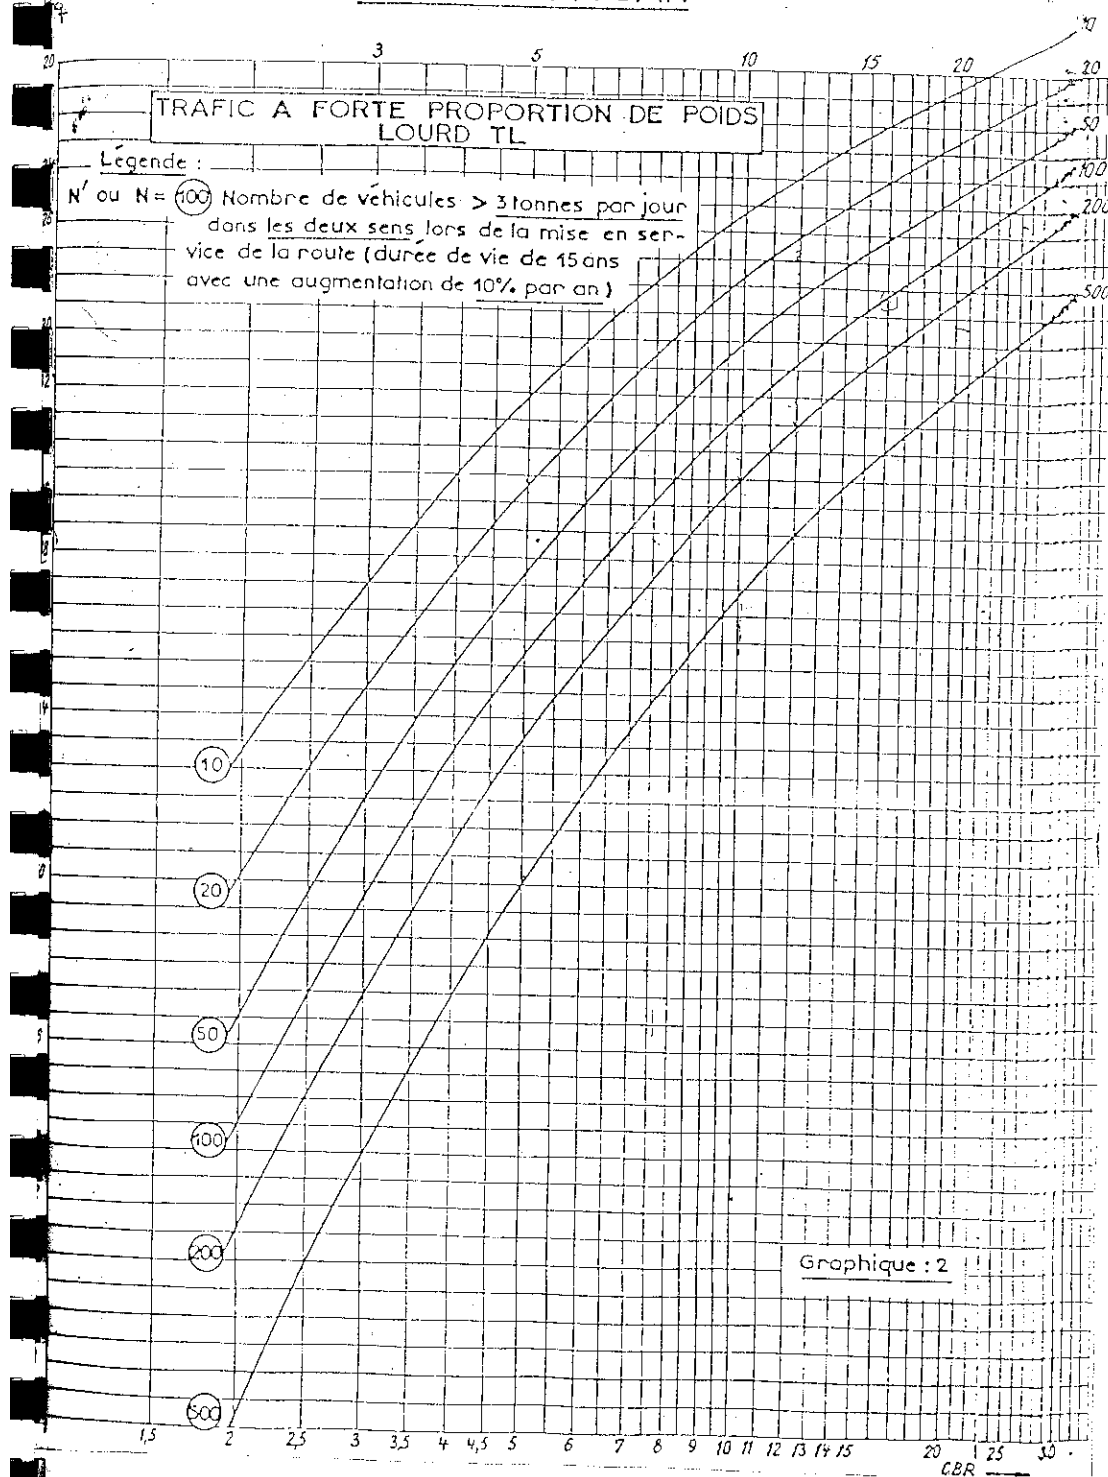 3 5 10 15 20
20 20
TRAFIC A FORTE PROPORTION DE POIDS
LOURD TL
Légende :
N' ou N = 100 Nombre de véhicules > 3 tonnes par jour
dans les deux sens lors de la mise en ser-
vice de la route (durée de vie de 15 ans
avec une augmentation de 10% par an)
50
100
200
500
12
10
20
50
100
200
Graphique : 2
500
1,5 2 2,5 3 3,5 4 4,5 5 6 7 8 9 10 11 12 13 14 15 20 25 30
CBR